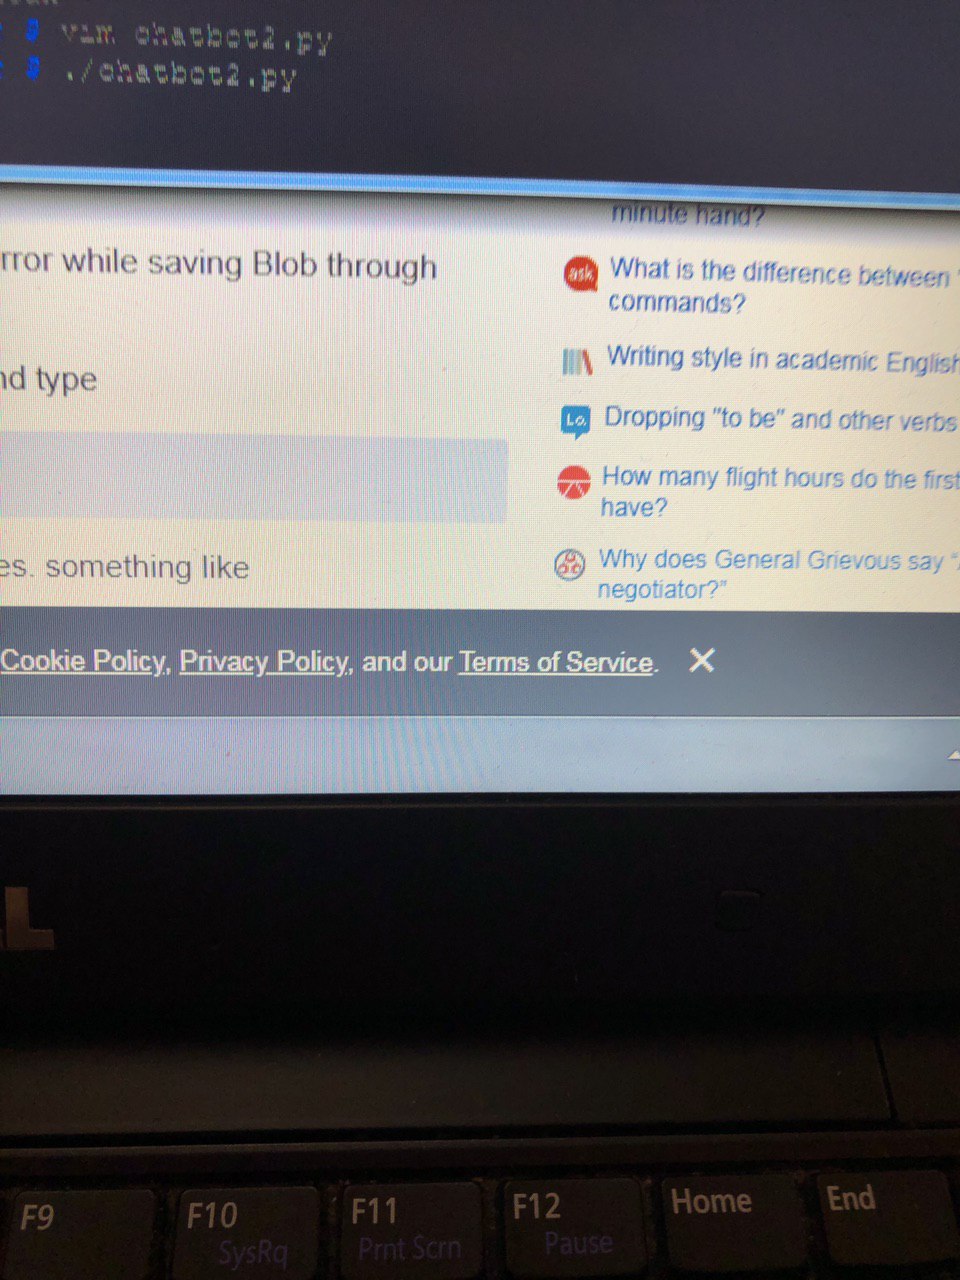 # vim chatbot2.py
# ./chatbot2.py
minute hand?
rror while saving Blob through
ask
What is the difference between
commands?
nd type
Writing style in academic English
Lo.
Dropping "to be" and other verbs
How many flight hours do the first
have?
es. something like
Why does General Grievous say
negotiator?"
Cookie Policy, Privacy Policy, and our Terms of Service. X
L
F9 F10 F11 F12 Home End
SysRq Prnt Scrn Pause